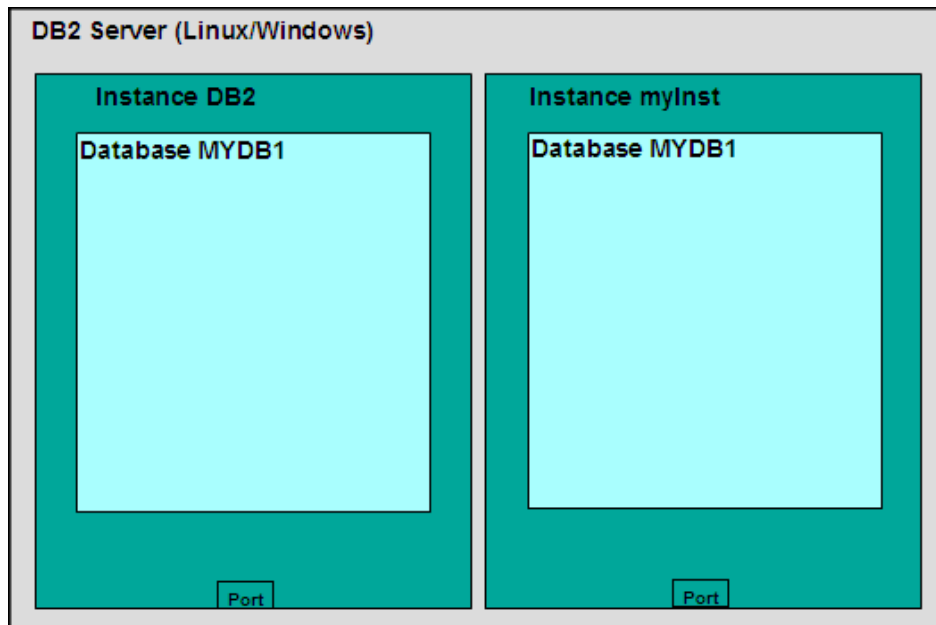 DB2 Server (Linux/Windows)
Instance DB2
Database MYDB1
Port
Instance myInst
Database MYDB1
Port